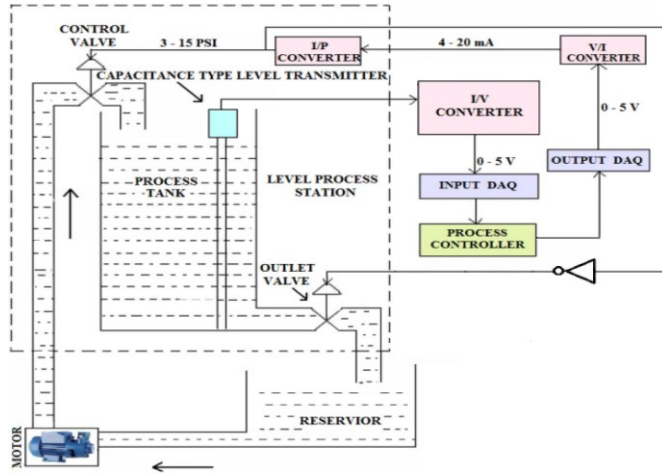 CONTROL
VALVE
3 - 15 PSI
I/P
CONVERTER
4 - 20 mA
V/I
CONVERTER
CAPACITANCE TYPE LEVEL TRANSMITTER
I/V
CONVERTER
0 - 5 V
0 - 5 V
OUTPUT DAQ
PROCESS
TANK
LEVEL PROCESS
STATION
INPUT DAQ
PROCESS
CONTROLLER
OUTLET
VALVE
RESERVIOR
MOTOR